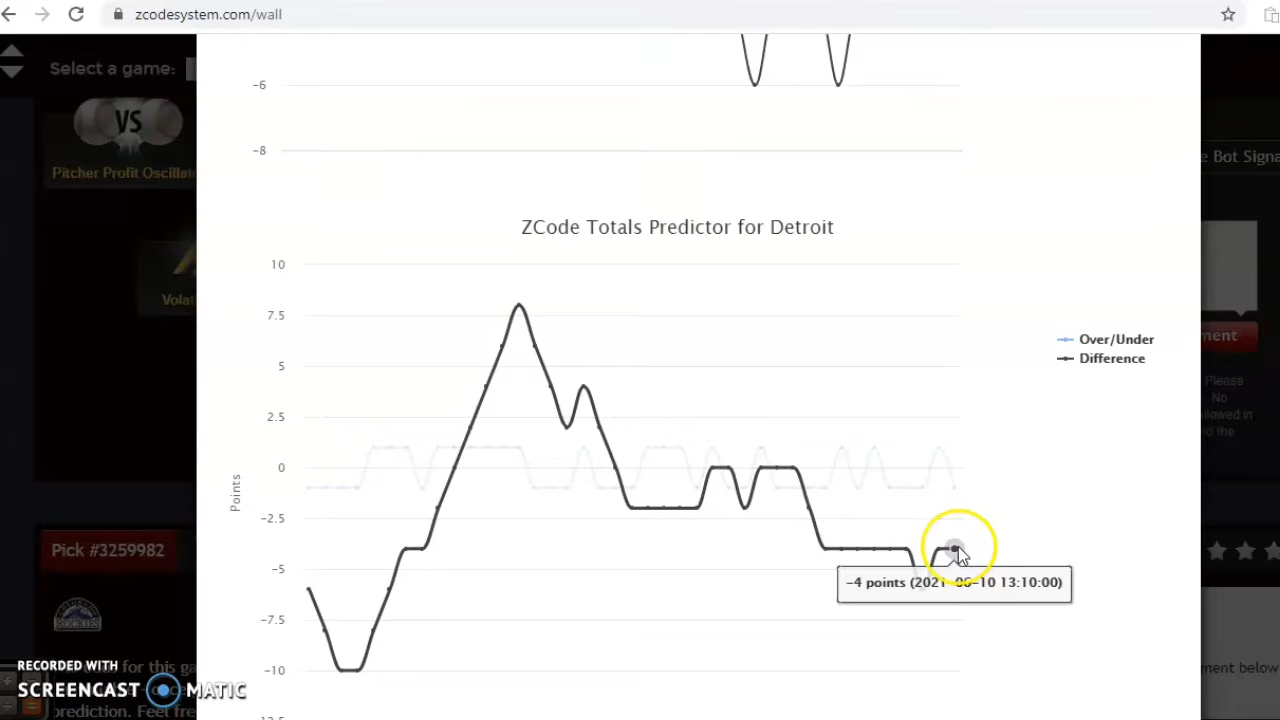 zcodesystem.com/wall
Select a game:
VS
Pitcher Profit Oscillat
Volat
e Bot Signa
-6
-8
ZCode Totals Predictor for Detroit
10
7.5
5
2.5
0
-2.5
-5
-7.5
-10
Points
Over/Under
Difference
-4 points (2021-06-10 13:10:00)
ment
Please
No
llowed in
d the
Pick #3259982
for this ga
prediction. Feel fre
ment below
RECORDED WITH
SCREENCAST MATIC